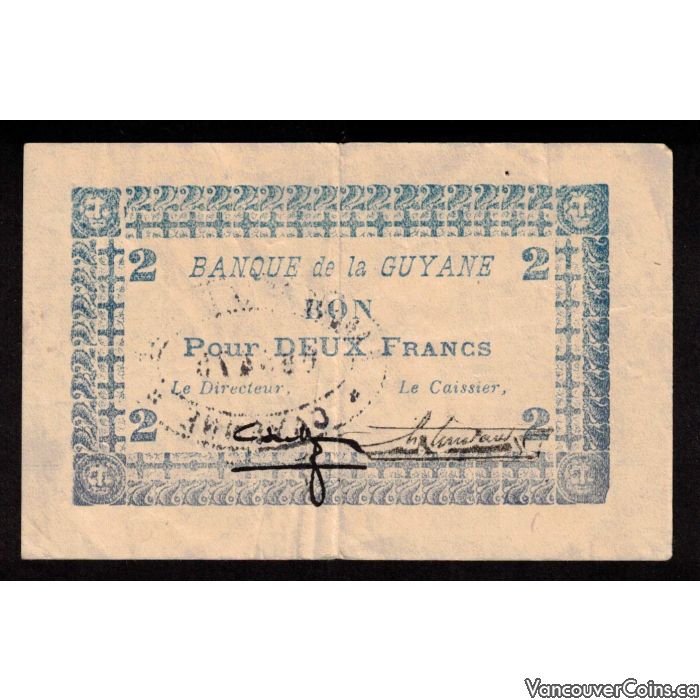 2 BANQUE de la GUYANE 2
BON
Pour DEUX FRANCS
Le Directeur, Le Caissier,
2 2
VancouverCoins.ca